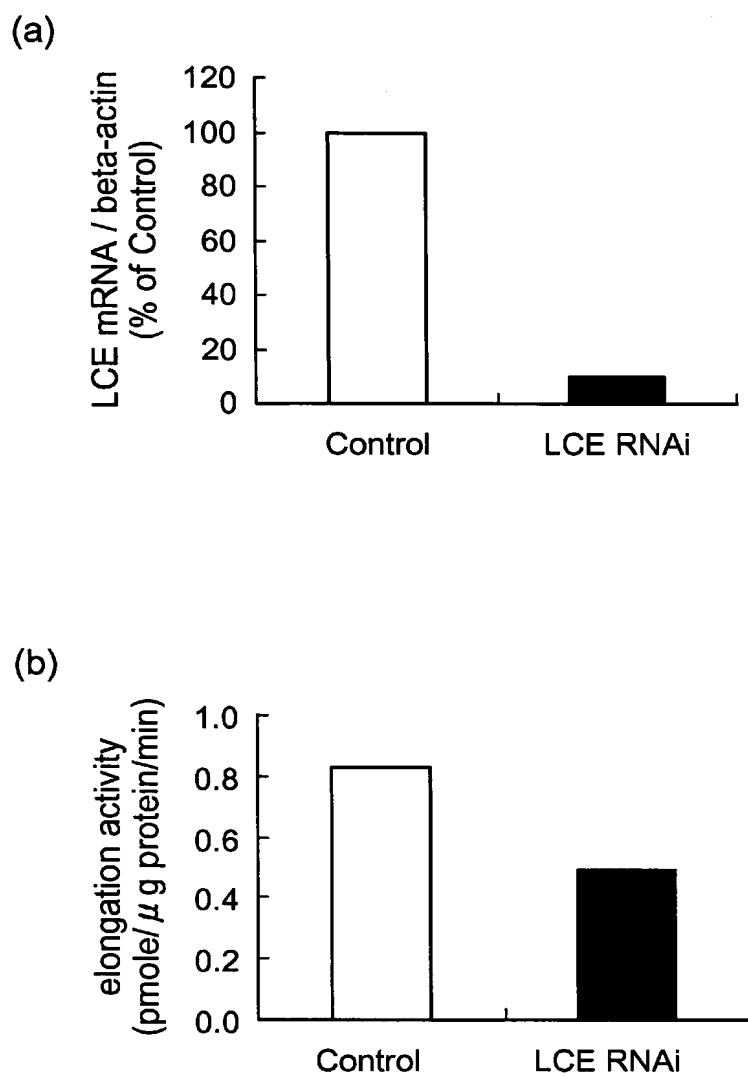 (a)
LCE mRNA / beta-actin
(% of Control)
120
100
80
60
40
20
0
Control LCE RNAi
(b)
elongation activity
(pmole/μg protein/min)
1.0
0.8
0.6
0.4
0.2
0.0
Control LCE RNAi